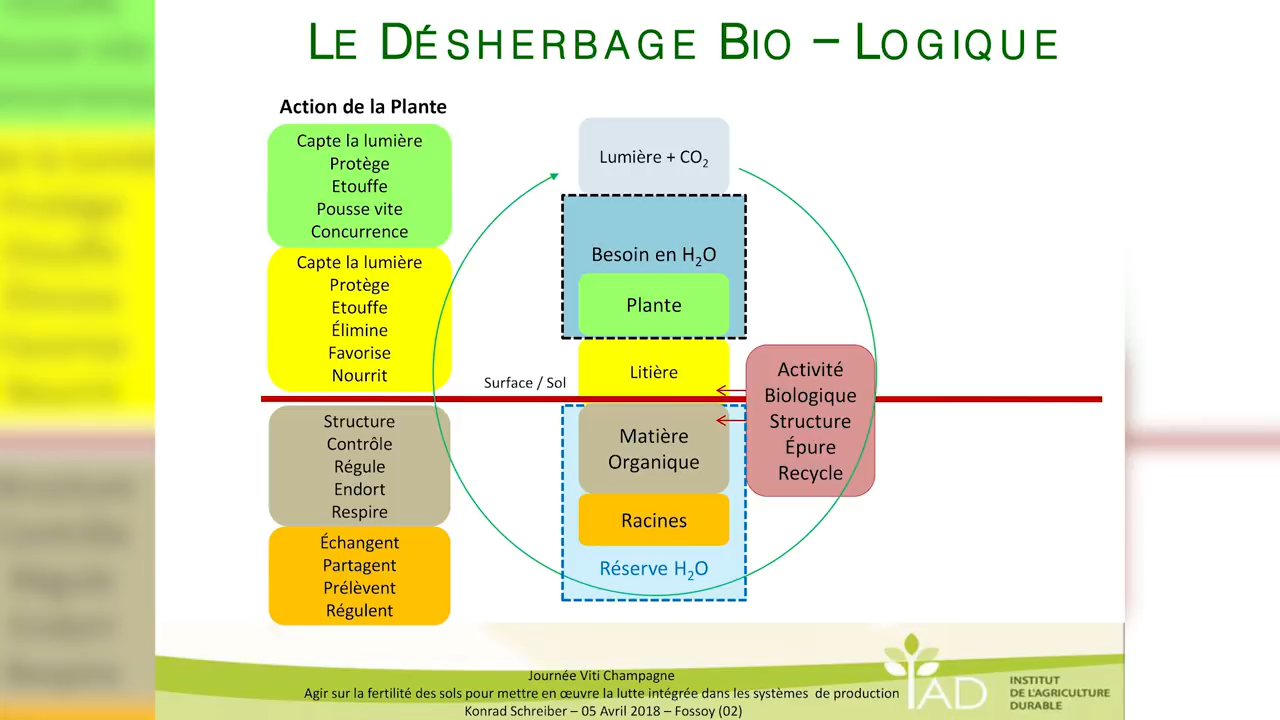 LE DÉSHERBAGE BIO – LOGIQUE
Action de la Plante
Capte la lumière
Protège
Etouffe
Pousse vite
Concurrence
Capte la lumière
Protège
Etouffe
Élimine
Favorise
Nourrit
Structure
Contrôle
Régule
Endort
Respire
Échangent
Partagent
Prélèvent
Régulent
Lumière + CO₂
Besoin en H₂O
Plante
Litière
Surface / Sol
Matière
Organique
Racines
Réserve H₂O
Activité
Biologique
Structure
Épure
Recycle
Journée Viti Champagne
Agir sur la fertilité des sols pour mettre en œuvre la lutte intégrée dans les systèmes de production
Konrad Schreiber – 05 Avril 2018 – Fossoy (02)
IAD
INSTITUT
DE L'AGRICULTURE
DURABLE